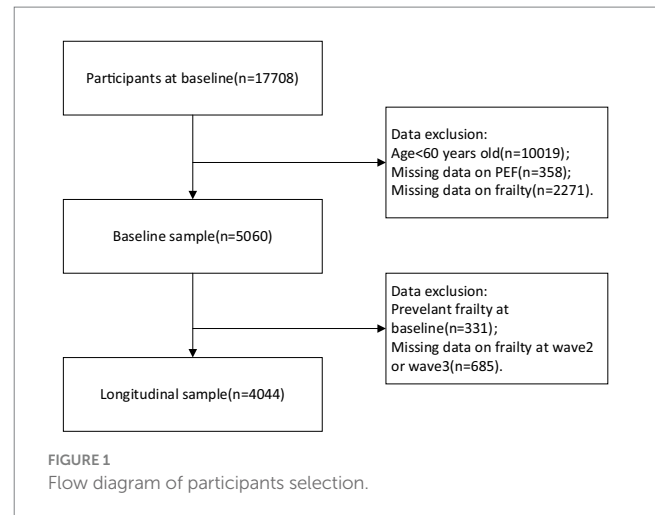 Participants at baseline(n=17708)
Data exclusion:
Age<60 years old(n=10019);
Missing data on PEF(n=358);
Missing data on frailty(n=2271).
Baseline sample(n=5060)
Data exclusion:
Prevelant frailty at
baseline(n=331);
Missing data on frailty at wave2
or wave3(n=685).
Longitudinal sample(n=4044)
FIGURE 1
Flow diagram of participants selection.